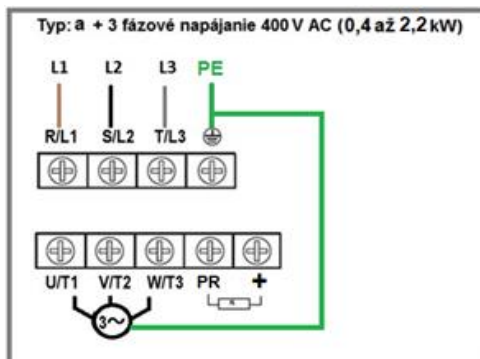 Typ: a + 3 fázové napájanie 400 V AC (0,4 až 2,2 kW)
L1 L2 L3 PE
R/L1 S/L2 T/L3
U/T1 V/T2 W/T3 PR +
R
3~